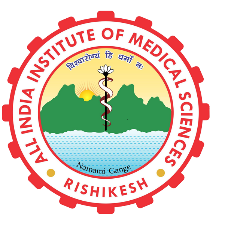 ALL INDIA INSTITUTE OF MEDICAL SCIENCES
विश्वारोग्यं हि धर्मो नः
Namami Gange
RISHIKESH